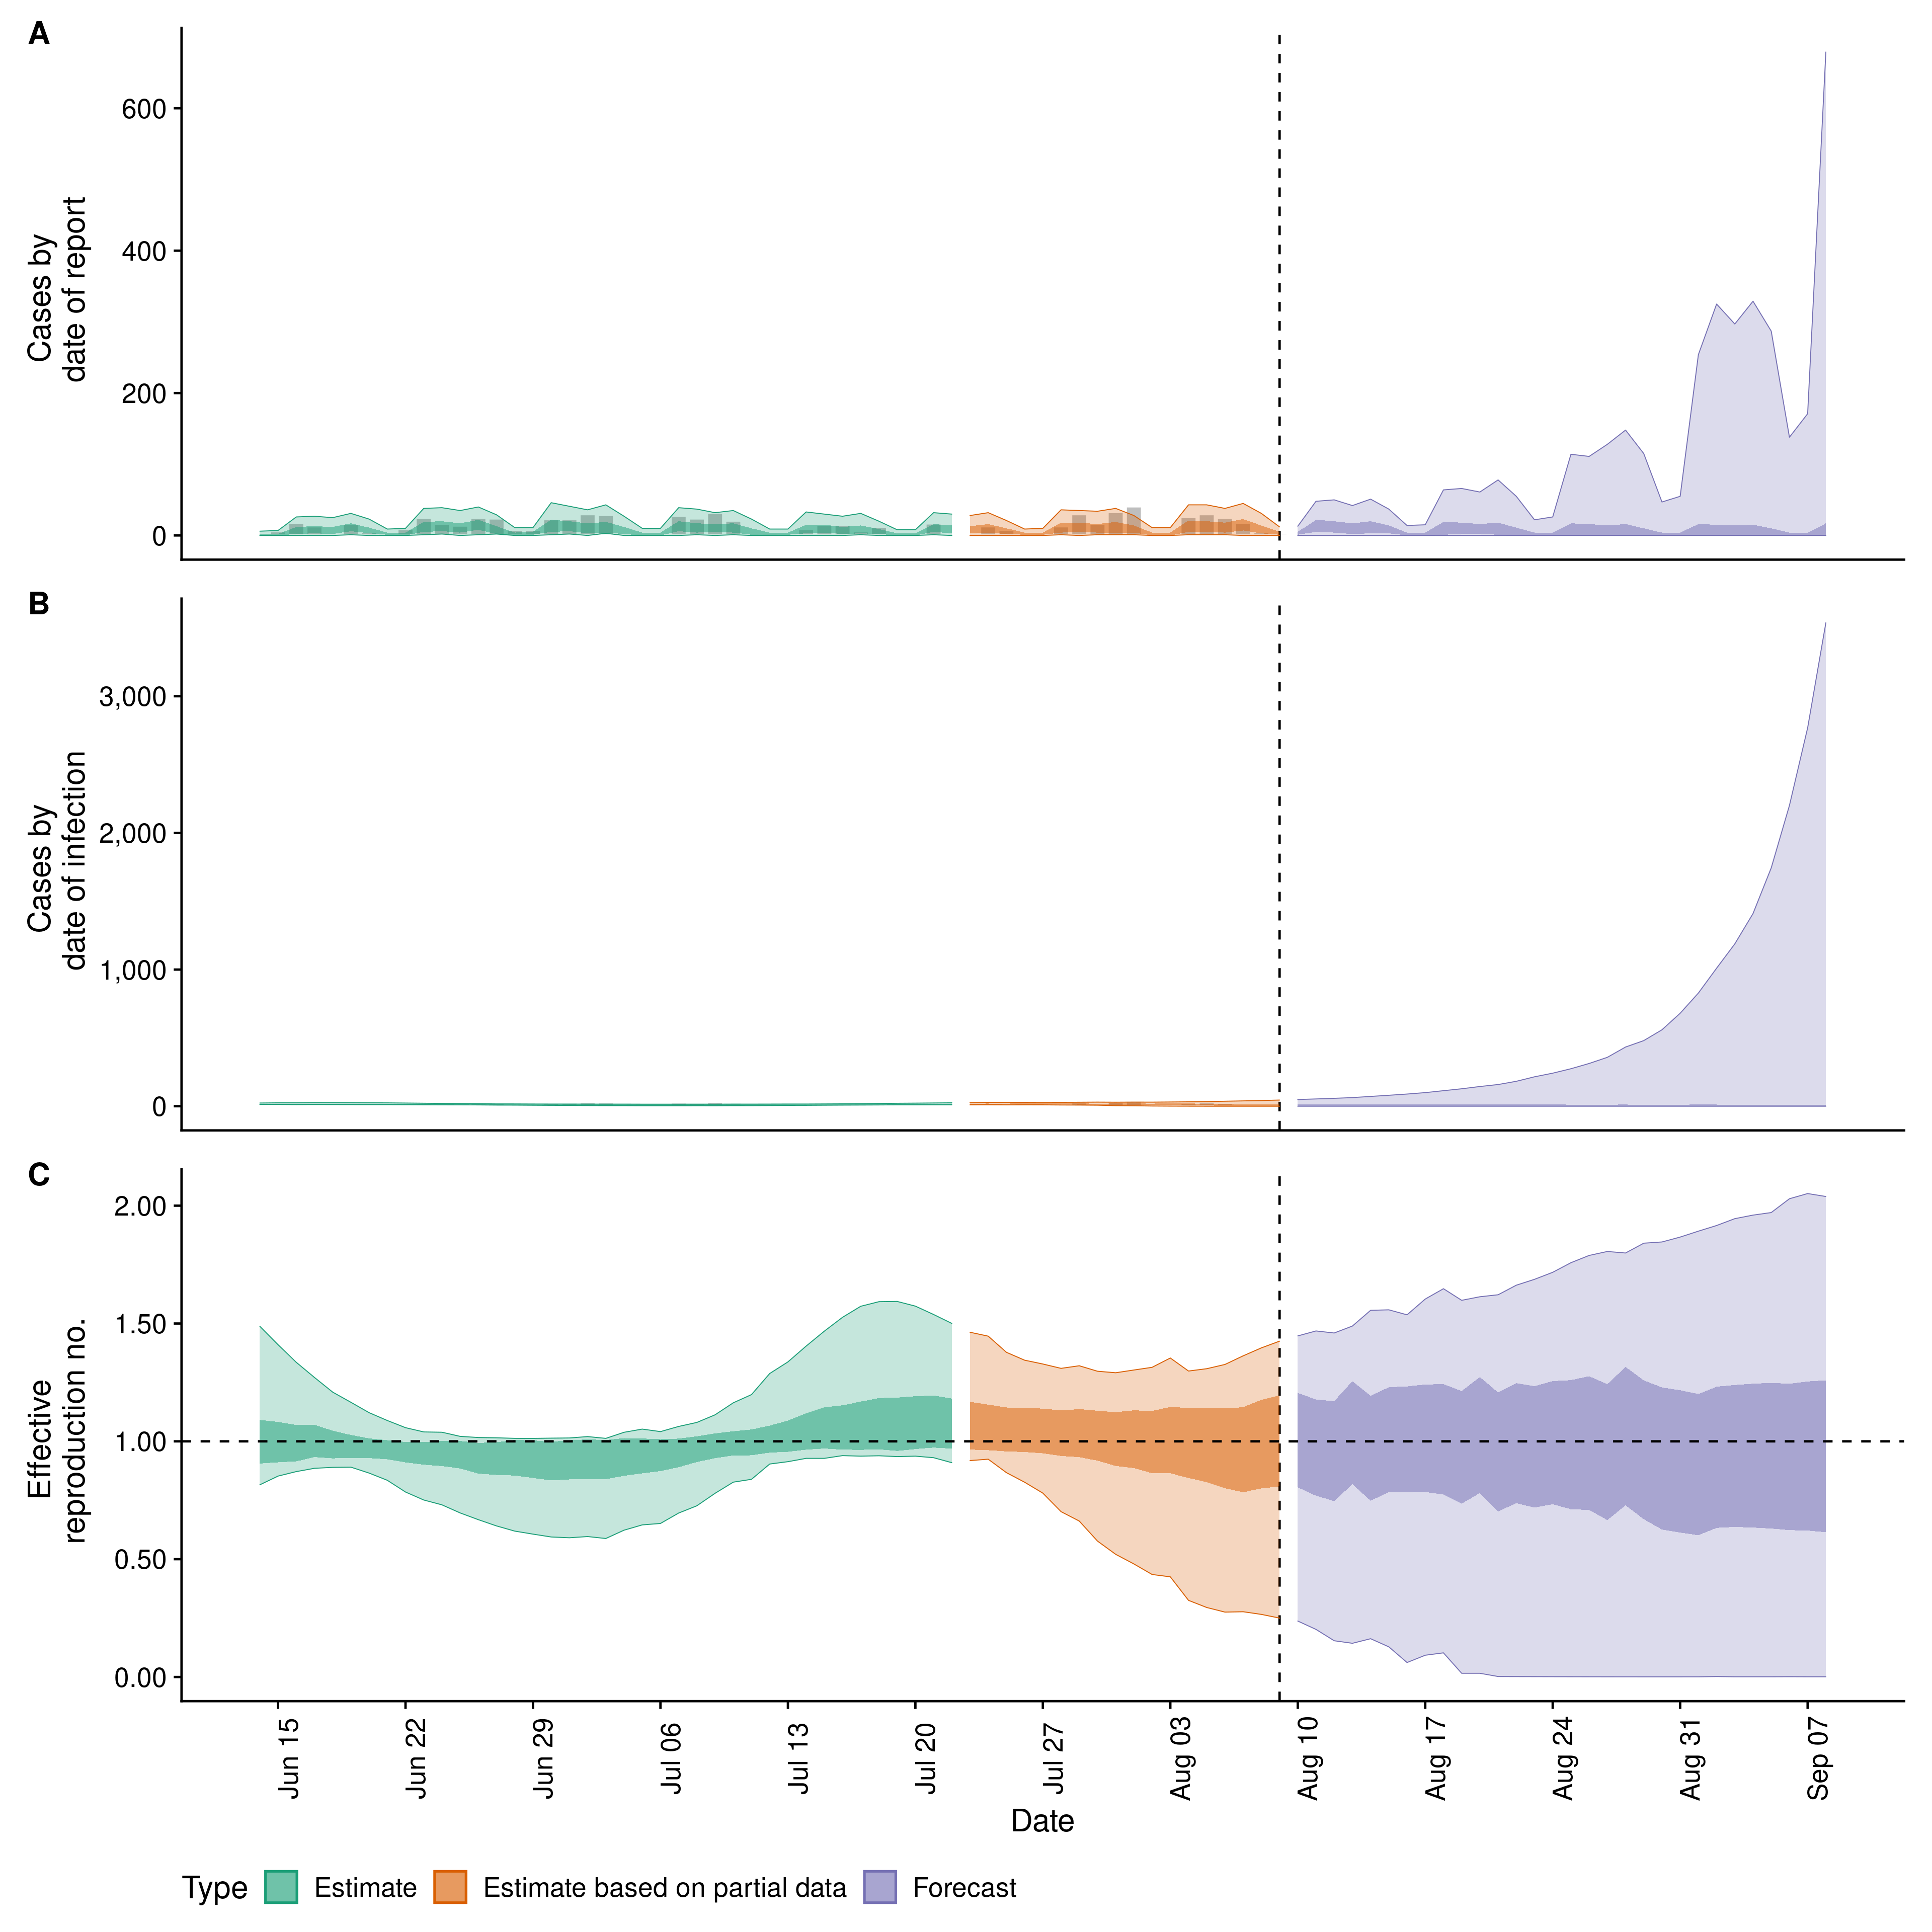 A
Cases by
date of report
600
400
200
0
B
Cases by
date of infection
3,000
2,000
1,000
0
C
Effective
reproduction no.
2.00
1.50
1.00
0.50
0.00
Jun 15
Jun 22
Jun 29
Jul 06
Jul 13
Jul 20
Jul 27
Aug 03
Aug 10
Aug 17
Aug 24
Aug 31
Sep 07
Date
Type Estimate Estimate based on partial data Forecast